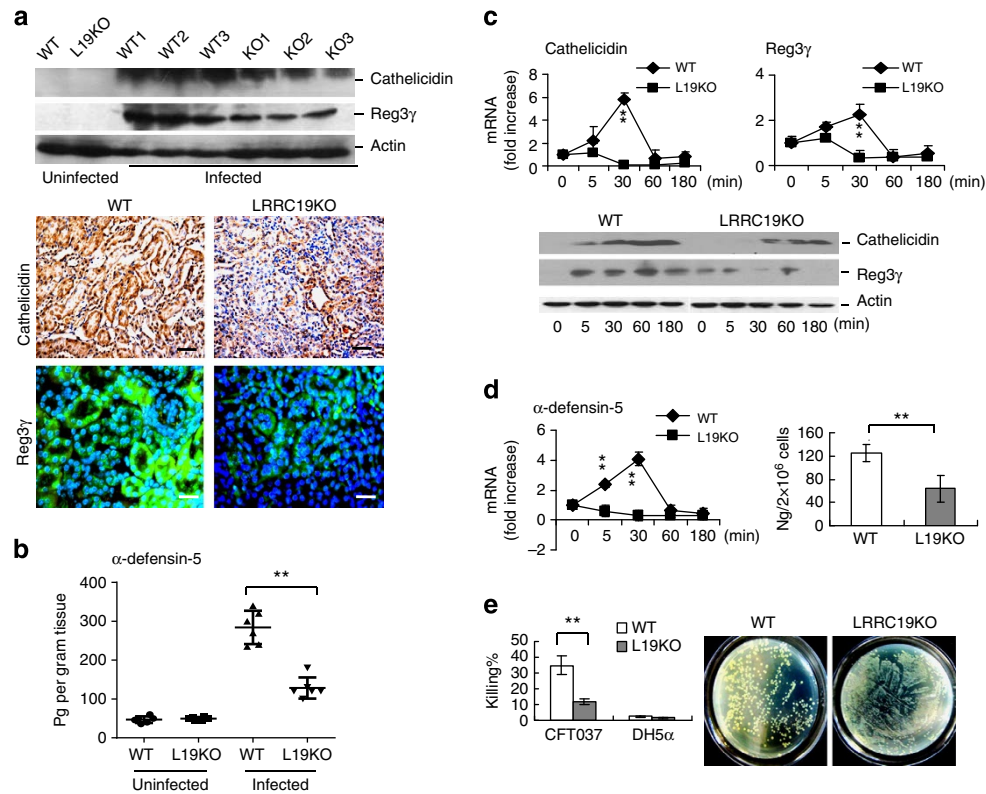 a
WT L19KO WT1 WT2 WT3 KO1 KO2 KO3
Cathelicidin
Reg3γ
Actin
Uninfected Infected
WT LRRC19KO
Cathelicidin
Reg3γ
b
α-defensin-5
Pg per gram tissue
400
300
200
100
0
WT L19KO WT L19KO
Uninfected Infected
**
c
Cathelicidin
WT
L19KO
mRNA
(fold increase)
8
6
4
2
0
**
0 5 30 60 180 (min)
Reg3γ
WT
L19KO
4
2
0
**
0 5 30 60 180 (min)
WT LRRC19KO
Cathelicidin
Reg3γ
Actin
0 5 30 60 180 0 5 30 60 180 (min)
d
α-defensin-5
WT
L19KO
mRNA
(fold increase)
6
4
2
0
–2
**
**
0 5 30 60 180 (min)
Ng/2×10⁶ cells
160
120
80
40
0
**
WT L19KO
e
Killing%
50
40
30
20
10
0
**
WT
L19KO
CFT037 DH5α
WT LRRC19KO